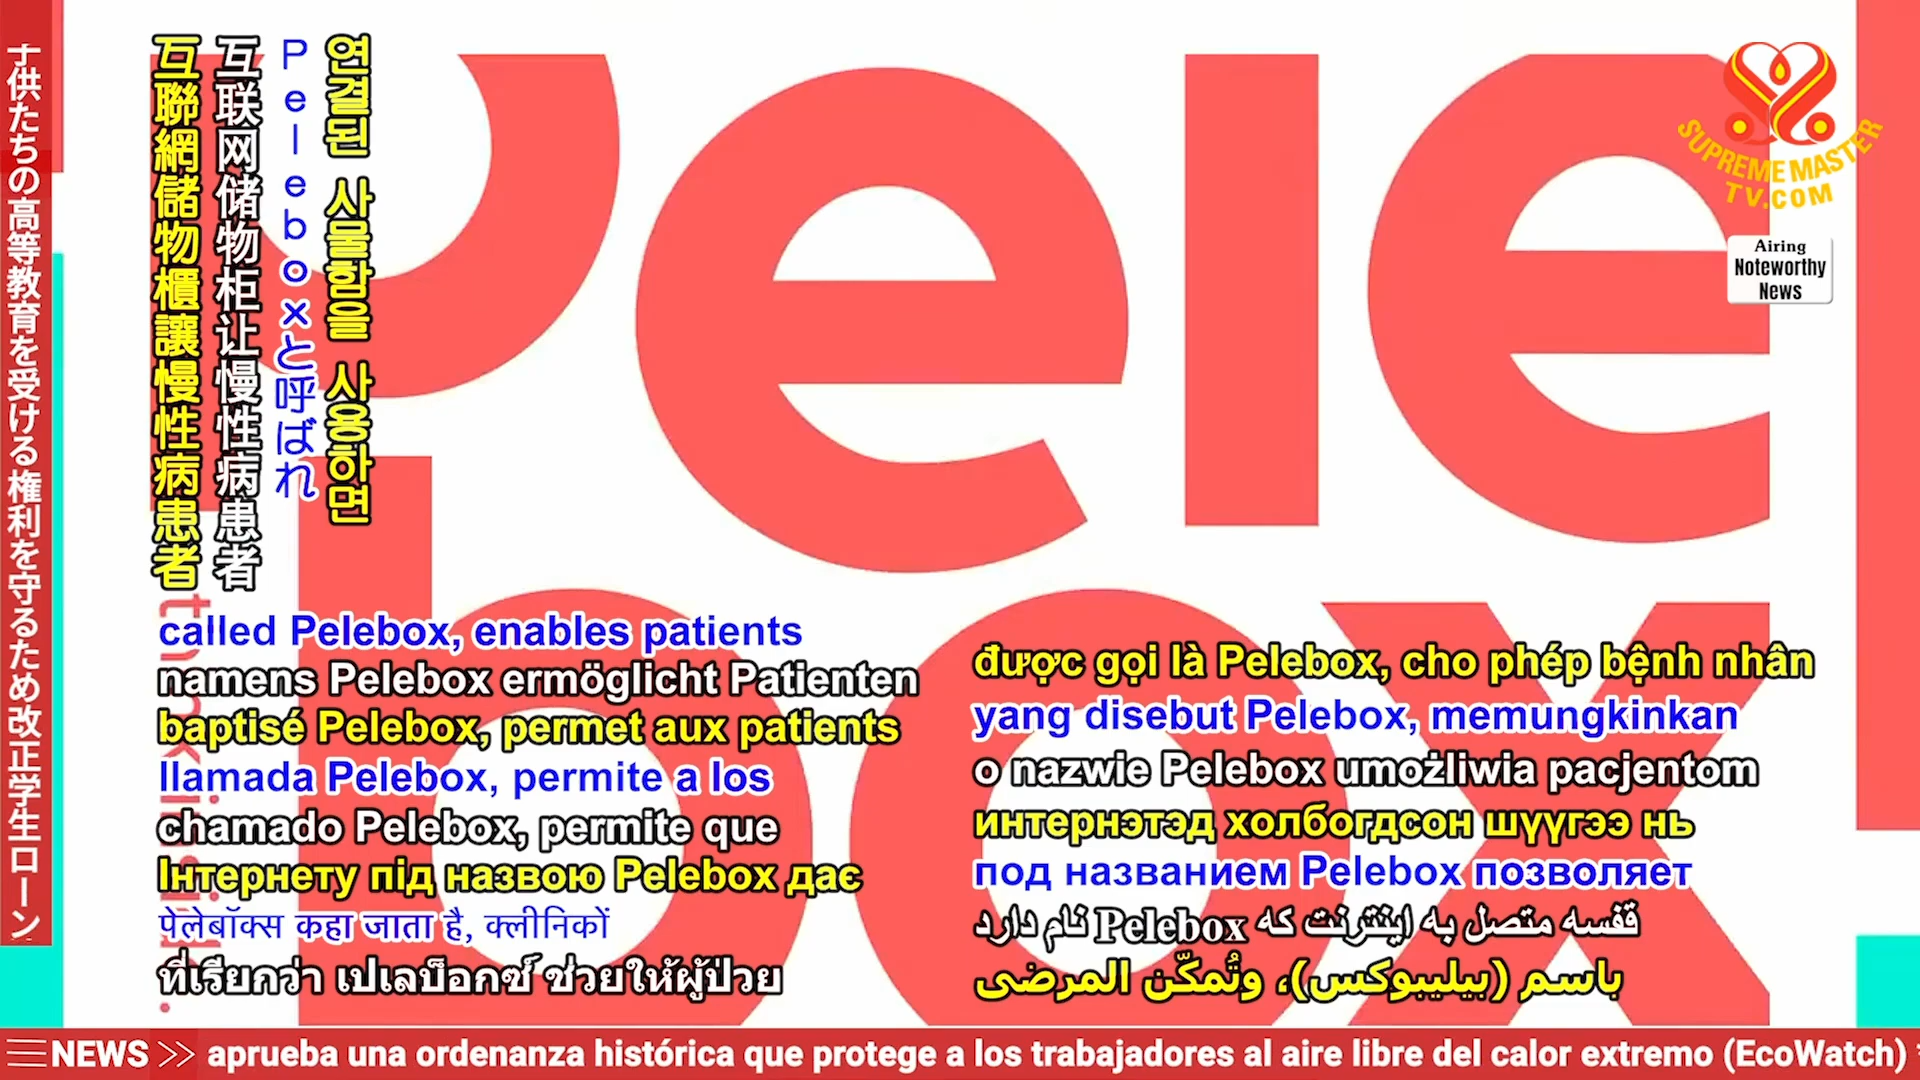 子供たちの高等教育を受ける権利を守るため改正学生ローン
互聯網儲物櫃讓慢性病患者
互联网储物柜让慢性病患者
Peleboxと呼ばれ
연결된 사물함을 사용하면
Pele
box
SUPREME MASTER
TV.COM
Airing
Noteworthy
News
called Pelebox, enables patients
namens Pelebox ermöglicht Patienten
baptisé Pelebox, permet aux patients
llamada Pelebox, permite a los
chamado Pelebox, permite que
Інтернету під назвою Pelebox дає
पेलेबॉक्स कहा जाता है, क्लीनिकों
ที่เรียกว่า เปเลบ็อกซ์ ช่วยให้ผู้ป่วย
được gọi là Pelebox, cho phép bệnh nhân
yang disebut Pelebox, memungkinkan
o nazwie Pelebox umożliwia pacjentom
интернэтэд холбогдсон шүүгээ нь
под названием Pelebox позволяет
قفسه متصل به اینترنت که Pelebox نام دارد
باسم (بيليبوكس)، وتُمكّن المرضى
NEWS >> aprueba una ordenanza histórica que protege a los trabajadores al aire libre del calor extremo (EcoWatch) *